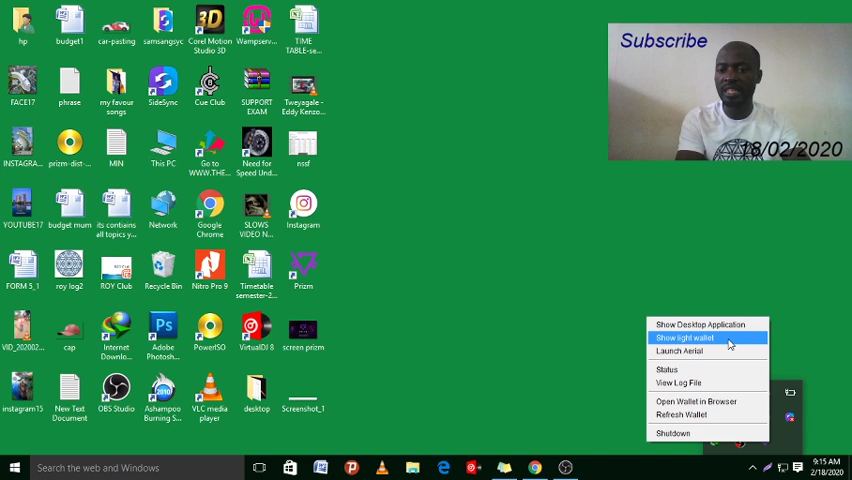 hp
budget1
car-pasting
samsangsyc
Corel Motion
Studio 3D
Wampserv...
TIME
TABLE-se...
FACE17
phrase
my favour
songs
SideSync
Cue Club
SUPPORT
EXAM
Tweyagale -
Eddy Kenzo...
INSTAGRA...
prizm-dist-...
MIN
This PC
Go to
WWW.THE...
Need for
Speed Und...
nssf
YOUTUBE17
budget mum
its contiains
all topics y...
Network
Google
Chrome
SLOWS
VIDEO N...
Instagram
FORM 5_1
roy log2
ROY Club
Recycle Bin
Nitro Pro 9
Timetable
semester-2...
Prizm
VID_202002...
cap
Internet
Downlo...
Adobe
Photosh...
PowerISO
VirtualDJ 8
screen prizm
instagram15
New Text
Document
OBS Studio
Ashampoo
Burning S...
VLC media
player
desktop
Screenshot_1
Subscribe
18/02/2020
Show Desktop Application
Show light wallet
Launch Aerial
Status
View Log File
Open Wallet in Browser
Refresh Wallet
Shutdown
Search the web and Windows
9:15 AM
2/18/2020